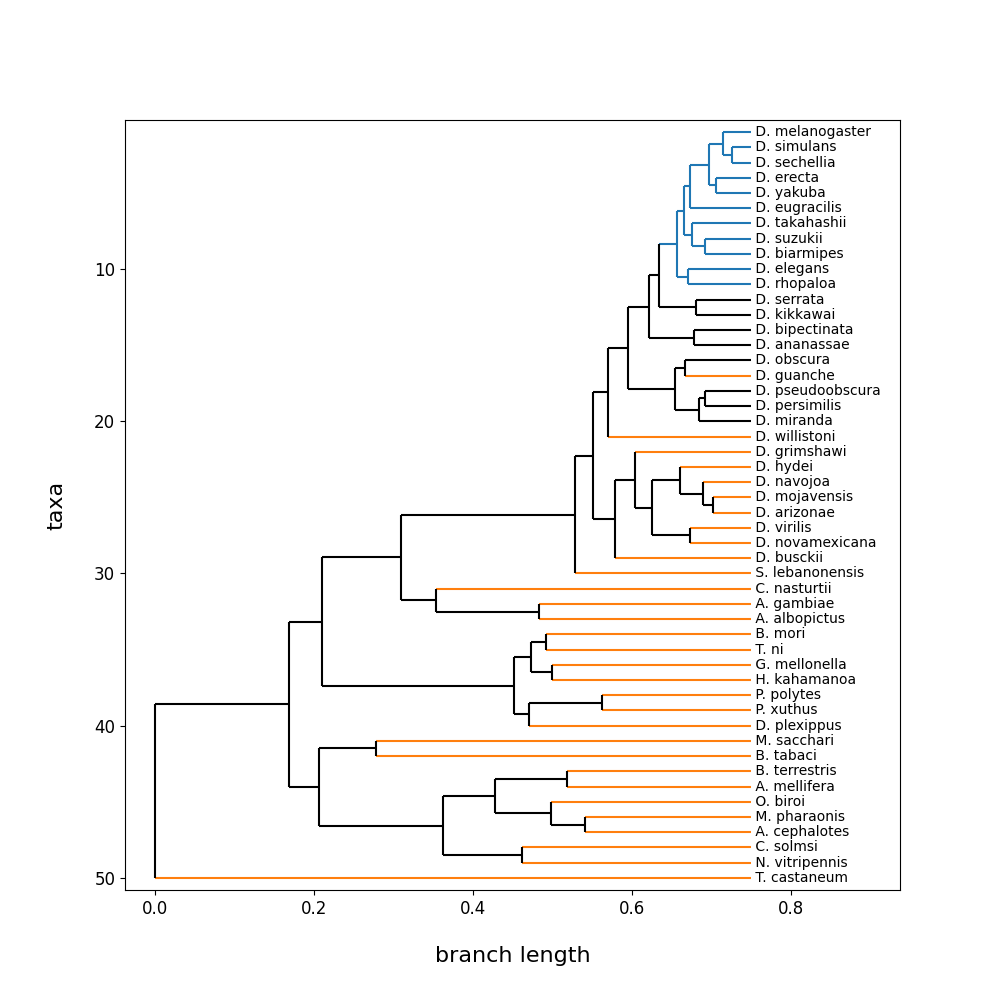 D. melanogaster
D. simulans
D. sechellia
D. erecta
D. yakuba
D. eugracilis
D. takahashii
D. suzukii
D. biarmipes
D. elegans
D. rhopaloa
D. serrata
D. kikkawai
D. bipectinata
D. ananassae
D. obscura
D. guanche
D. pseudoobscura
D. persimilis
D. miranda
D. willistoni
D. grimshawi
D. hydei
D. navojoa
D. mojavensis
D. arizonae
D. virilis
D. novamexicana
D. busckii
S. lebanonensis
C. nasturtii
A. gambiae
A. albopictus
B. mori
T. ni
G. mellonella
H. kahamanoa
P. polytes
P. xuthus
D. plexippus
M. sacchari
B. tabaci
B. terrestris
A. mellifera
O. biroi
M. pharaonis
A. cephalotes
C. solmsi
N. vitripennis
T. castaneum
10
20
30
40
50
taxa
0.0 0.2 0.4 0.6 0.8
branch length